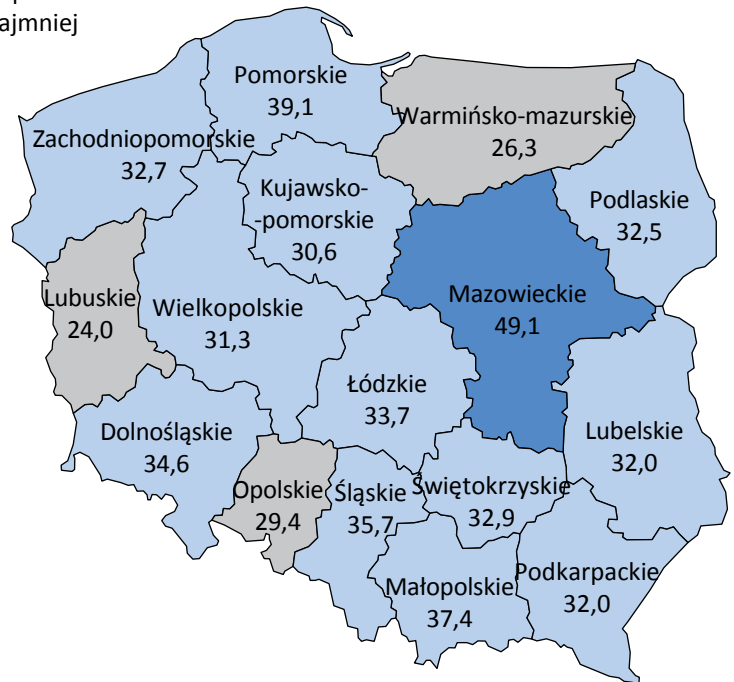 ajmniej
Pomorskie
39,1
Warmińsko-mazurskie
26,3
Zachodniopomorskie
32,7
Kujawsko-
-pomorskie
30,6
Podlaskie
32,5
Lubuskie
24,0
Wielkopolskie
31,3
Mazowieckie
49,1
Łódzkie
33,7
Dolnośląskie
34,6
Lubelskie
32,0
Opolskie
29,4
Śląskie
35,7
Świętokrzyskie
32,9
Małopolskie
37,4
Podkarpackie
32,0